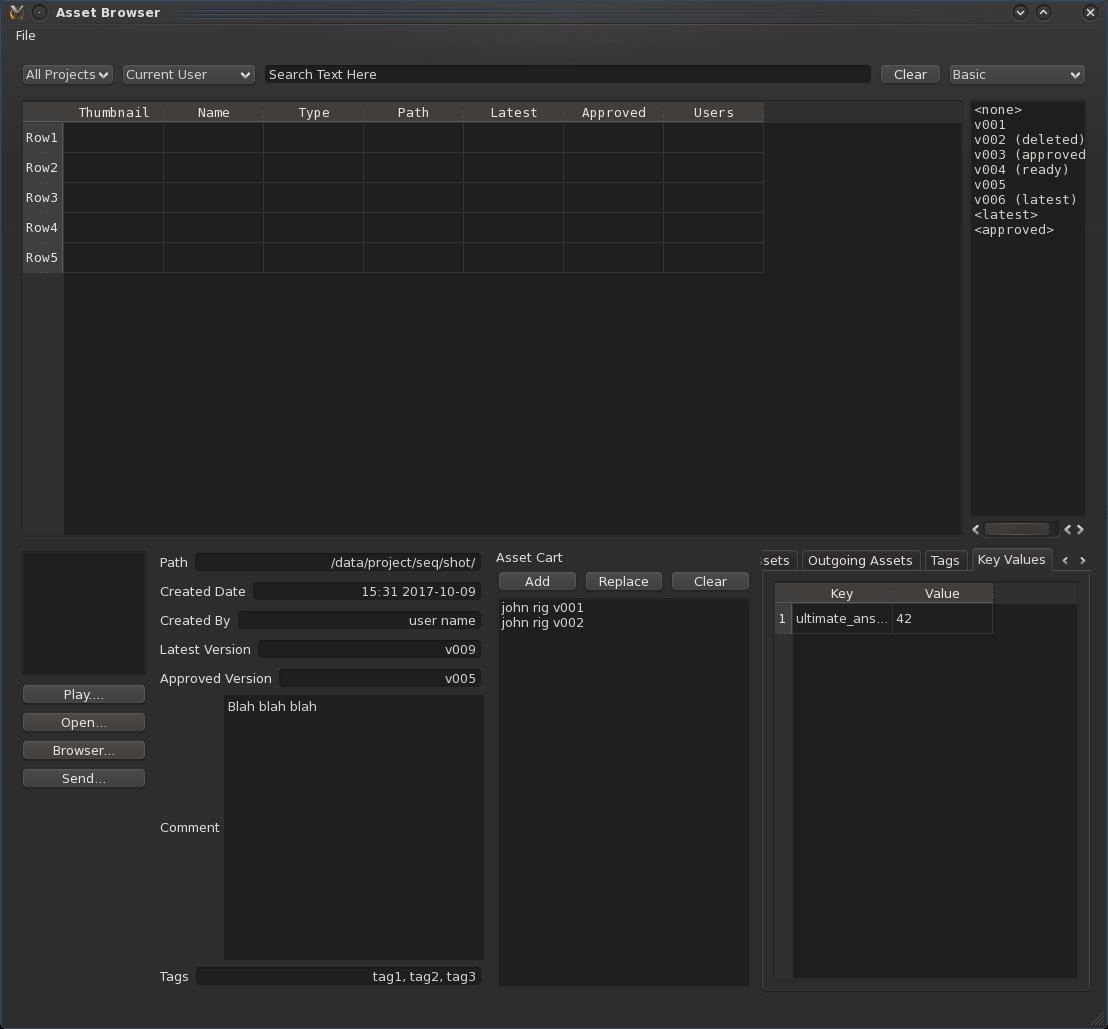 Asset Browser
File
All Projects Current User Search Text Here Clear Basic
Thumbnail Name Type Path Latest Approved Users
Row1
Row2
Row3
Row4
Row5
<none>
v001
v002 (deleted)
v003 (approved
v004 (ready)
v005
v006 (latest)
<latest>
<approved>
Play....
Open...
Browser...
Send...
Path /data/project/seq/shot/
Created Date 15:31 2017-10-09
Created By user name
Latest Version v009
Approved Version v005
Comment Blah blah blah
Tags tag1, tag2, tag3
Asset Cart
Add Replace Clear
john rig v001
john rig v002
ssets Outgoing Assets Tags Key Values
Key Value
1 ultimate_ans... 42